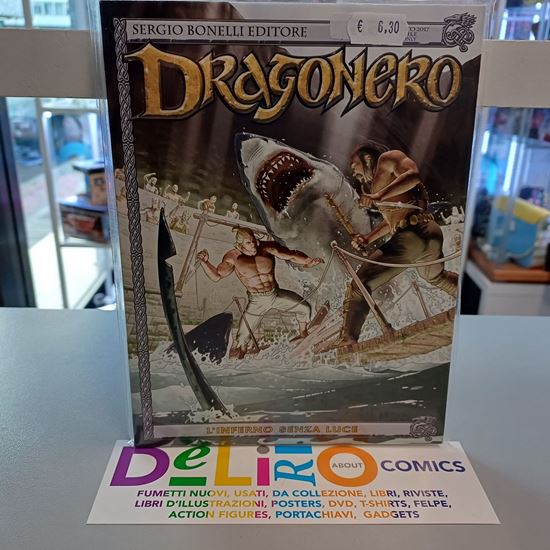 SERGIO BONELLI EDITORE
€ 6,30
2017
DRAGONERO
L'INFERNO SENZA LUCE
DeLiRiO ABOUT COMICS
FUMETTI NUOVI, USATI, DA COLLEZIONE, LIBRI, RIVISTE,
LIBRI D'ILLUSTRAZIONI, POSTERS, DVD, T-SHIRTS, FELPE,
ACTION FIGURES, PORTACHIAVI, GADGETS